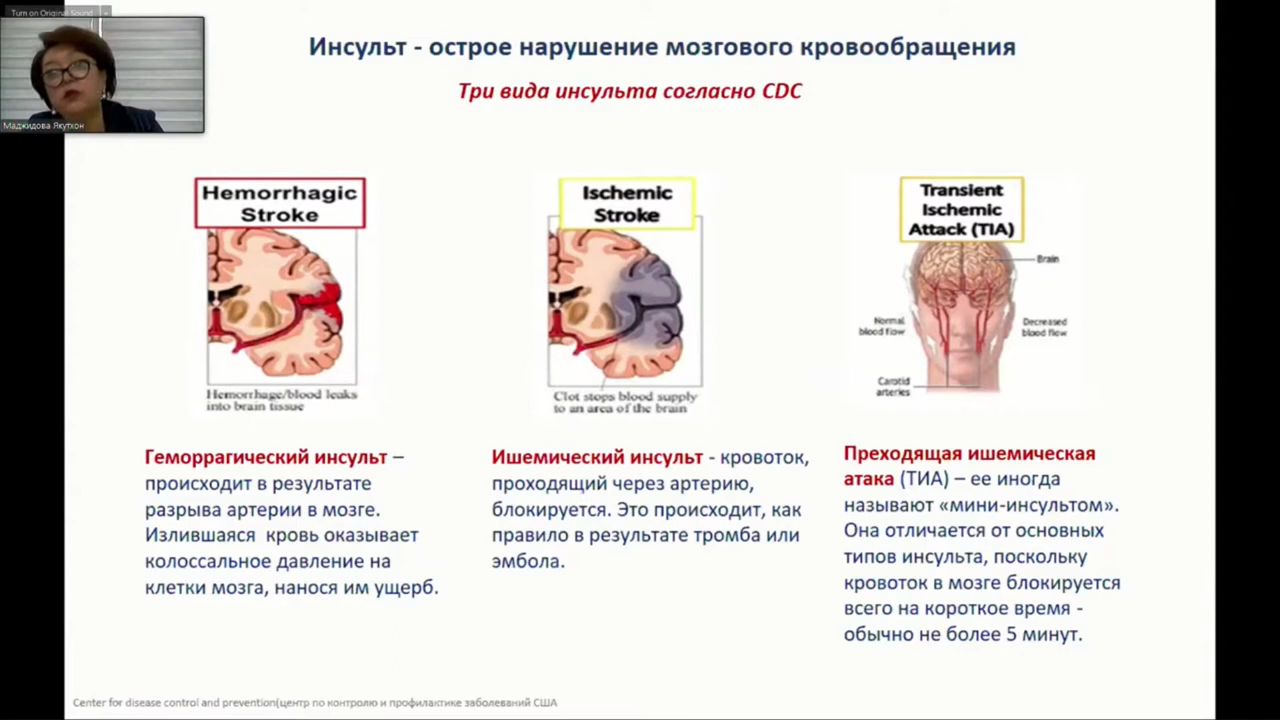 Turn on Original Sound
Маджидова Якутхон
Инсульт - острое нарушение мозгового кровообращения
Три вида инсульта согласно CDC
Hemorrhagic
Stroke
Hemorrhage/blood leaks
into brain tissue
Ischemic
Stroke
Clot stops blood supply
to an area of the brain
Transient
Ischemic
Attack (TIA)
Brain
Normal
blood flow
Decreased
blood flow
Carotid
arteries
Геморрагический инсульт –
происходит в результате
разрыва артерии в мозге.
Излившаяся кровь оказывает
колоссальное давление на
клетки мозга, нанося им ущерб.
Ишемический инсульт - кровоток,
проходящий через артерию,
блокируется. Это происходит, как
правило в результате тромба или
эмбола.
Преходящая ишемическая
атака (ТИА) – ее иногда
называют «мини-инсультом».
Она отличается от основных
типов инсульта, поскольку
кровоток в мозге блокируется
всего на короткое время -
обычно не более 5 минут.
Center for disease control and prevention(центр по контролю и профилактике заболеваний США